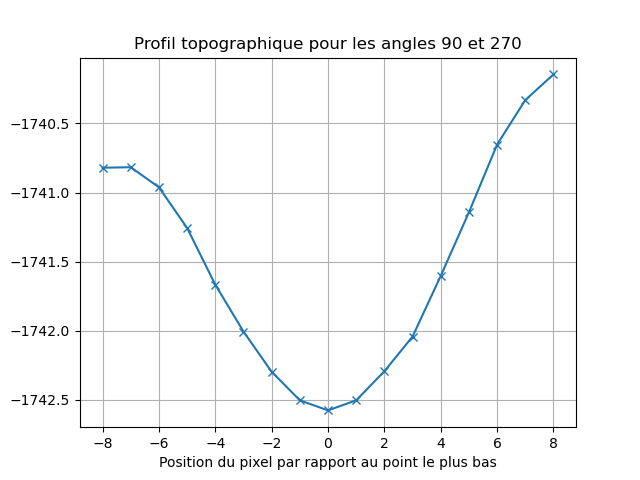 Profil topographique pour les angles 90 et 270
−1740.5
−1741.0
−1741.5
−1742.0
−1742.5
−8 −6 −4 −2 0 2 4 6 8
Position du pixel par rapport au point le plus bas